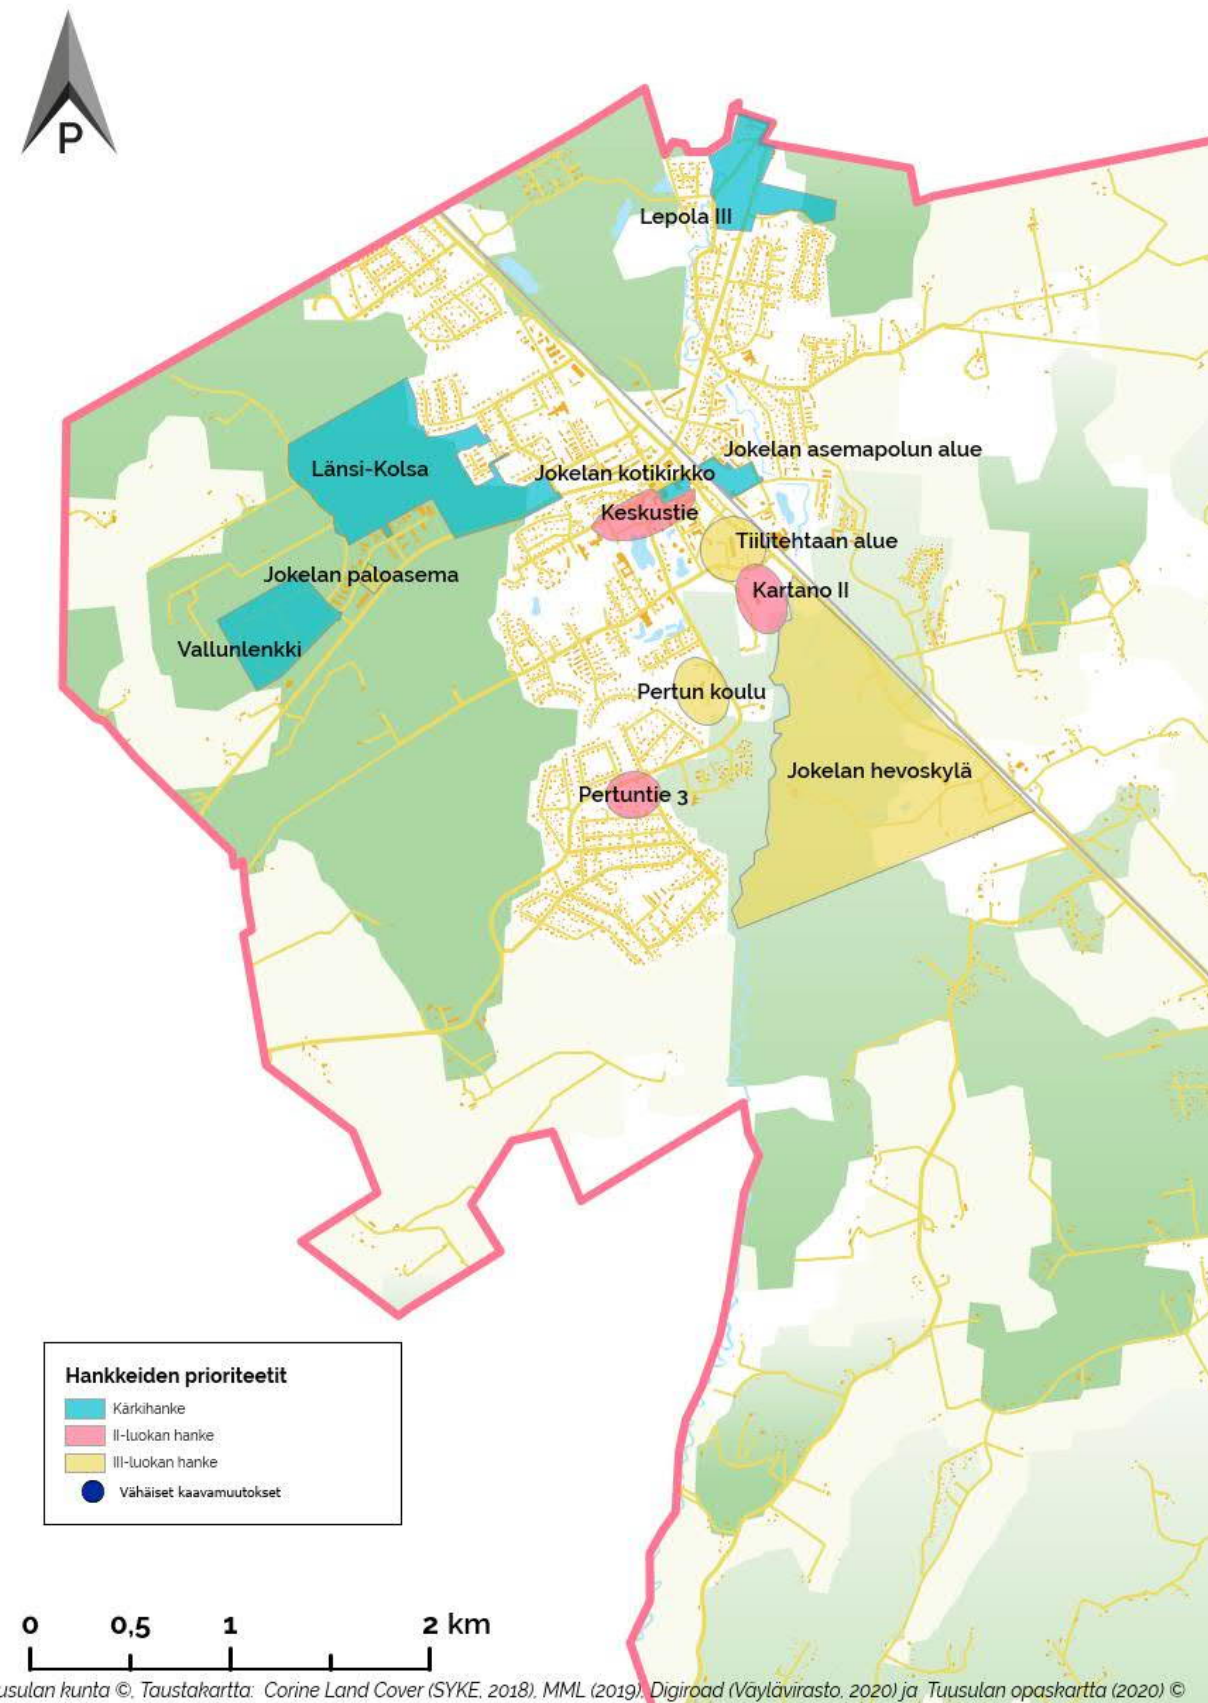 P
Lepola III
Jokelan asemapolun alue
Länsi-Kolsa
Jokelan kotikirkko
Keskustie
Tiilitehtaan alue
Jokelan paloasema
Kartano II
Vallunlenkki
Pertun koulu
Jokelan hevoskylä
Pertuntie 3
Hankkeiden prioriteetit
Kärkihanke
II-luokan hanke
III-luokan hanke
Vähäiset kaavamuutokset
0 0,5 1 2 km
usulan kunta ©, Taustakartta: Corine Land Cover (SYKE, 2018), MML (2019), Digiroad (Väylävirasto, 2020) ja Tuusulan opaskartta (2020) ©